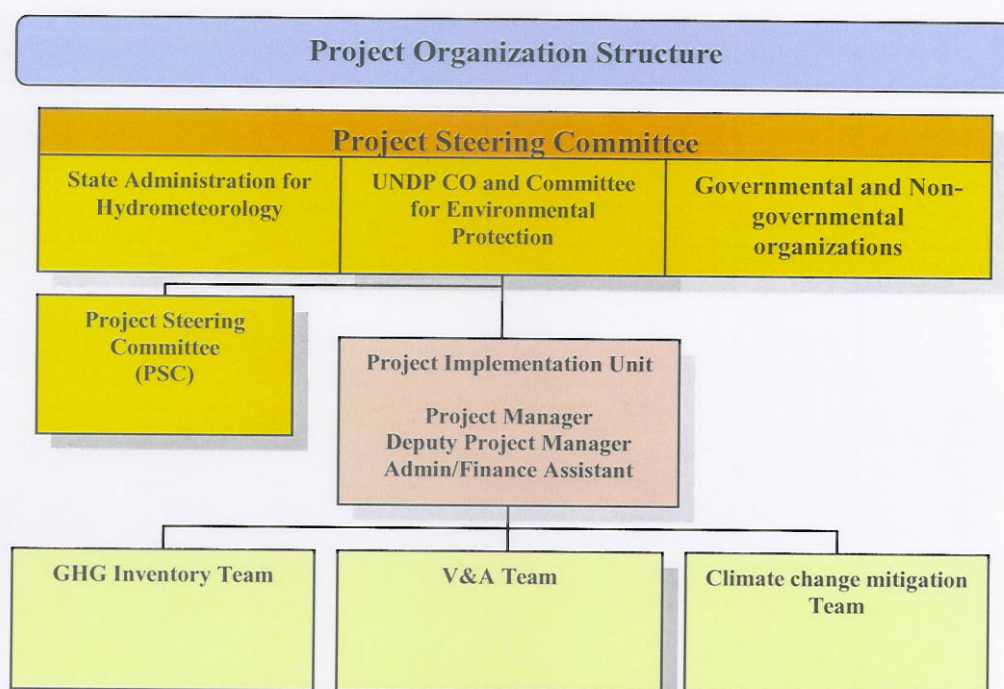 Project Organization Structure
Project Steering Committee
State Administration for
Hydrometeorology
UNDP CO and Committee
for Environmental
Protection
Governmental and Non-
governmental
organizations
Project Steering
Committee
(PSC)
Project Implementation Unit
Project Manager
Deputy Project Manager
Admin/Finance Assistant
GHG Inventory Team
V&A Team
Climate change mitigation
Team